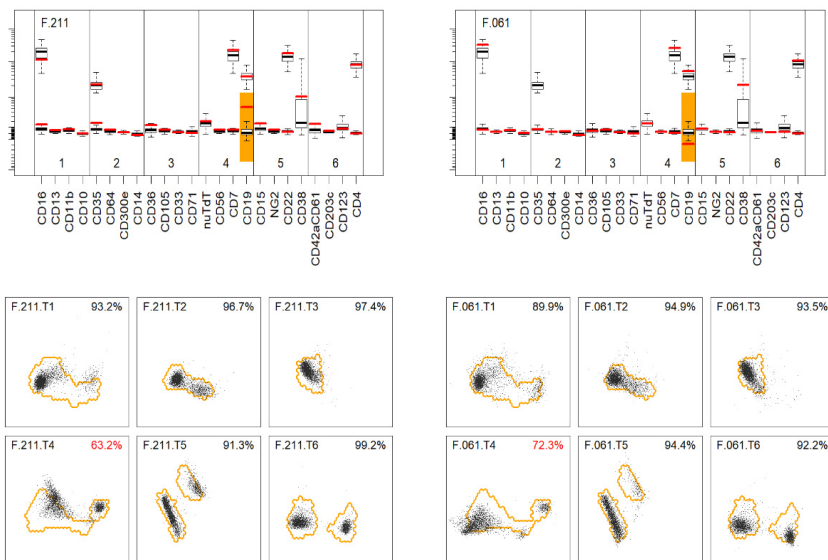 F.211
F.061
1 2 3 4 5 6
1 2 3 4 5 6
CD16 CD13 CD11b CD10 CD35 CD64 CD300e CD14 CD36 CD105 CD33 CD71 nuTdT CD56 CD7 CD19 CD15 NG2 CD22 CD38 CD42aCD61 CD203c CD123 CD4
CD16 CD13 CD11b CD10 CD35 CD64 CD300e CD14 CD36 CD105 CD33 CD71 nuTdT CD56 CD7 CD19 CD15 NG2 CD22 CD38 CD42aCD61 CD203c CD123 CD4
F.211.T1 93.2%
F.211.T2 96.7%
F.211.T3 97.4%
F.061.T1 89.9%
F.061.T2 94.9%
F.061.T3 93.5%
F.211.T4 63.2%
F.211.T5 91.3%
F.211.T6 99.2%
F.061.T4 72.3%
F.061.T5 94.4%
F.061.T6 92.2%